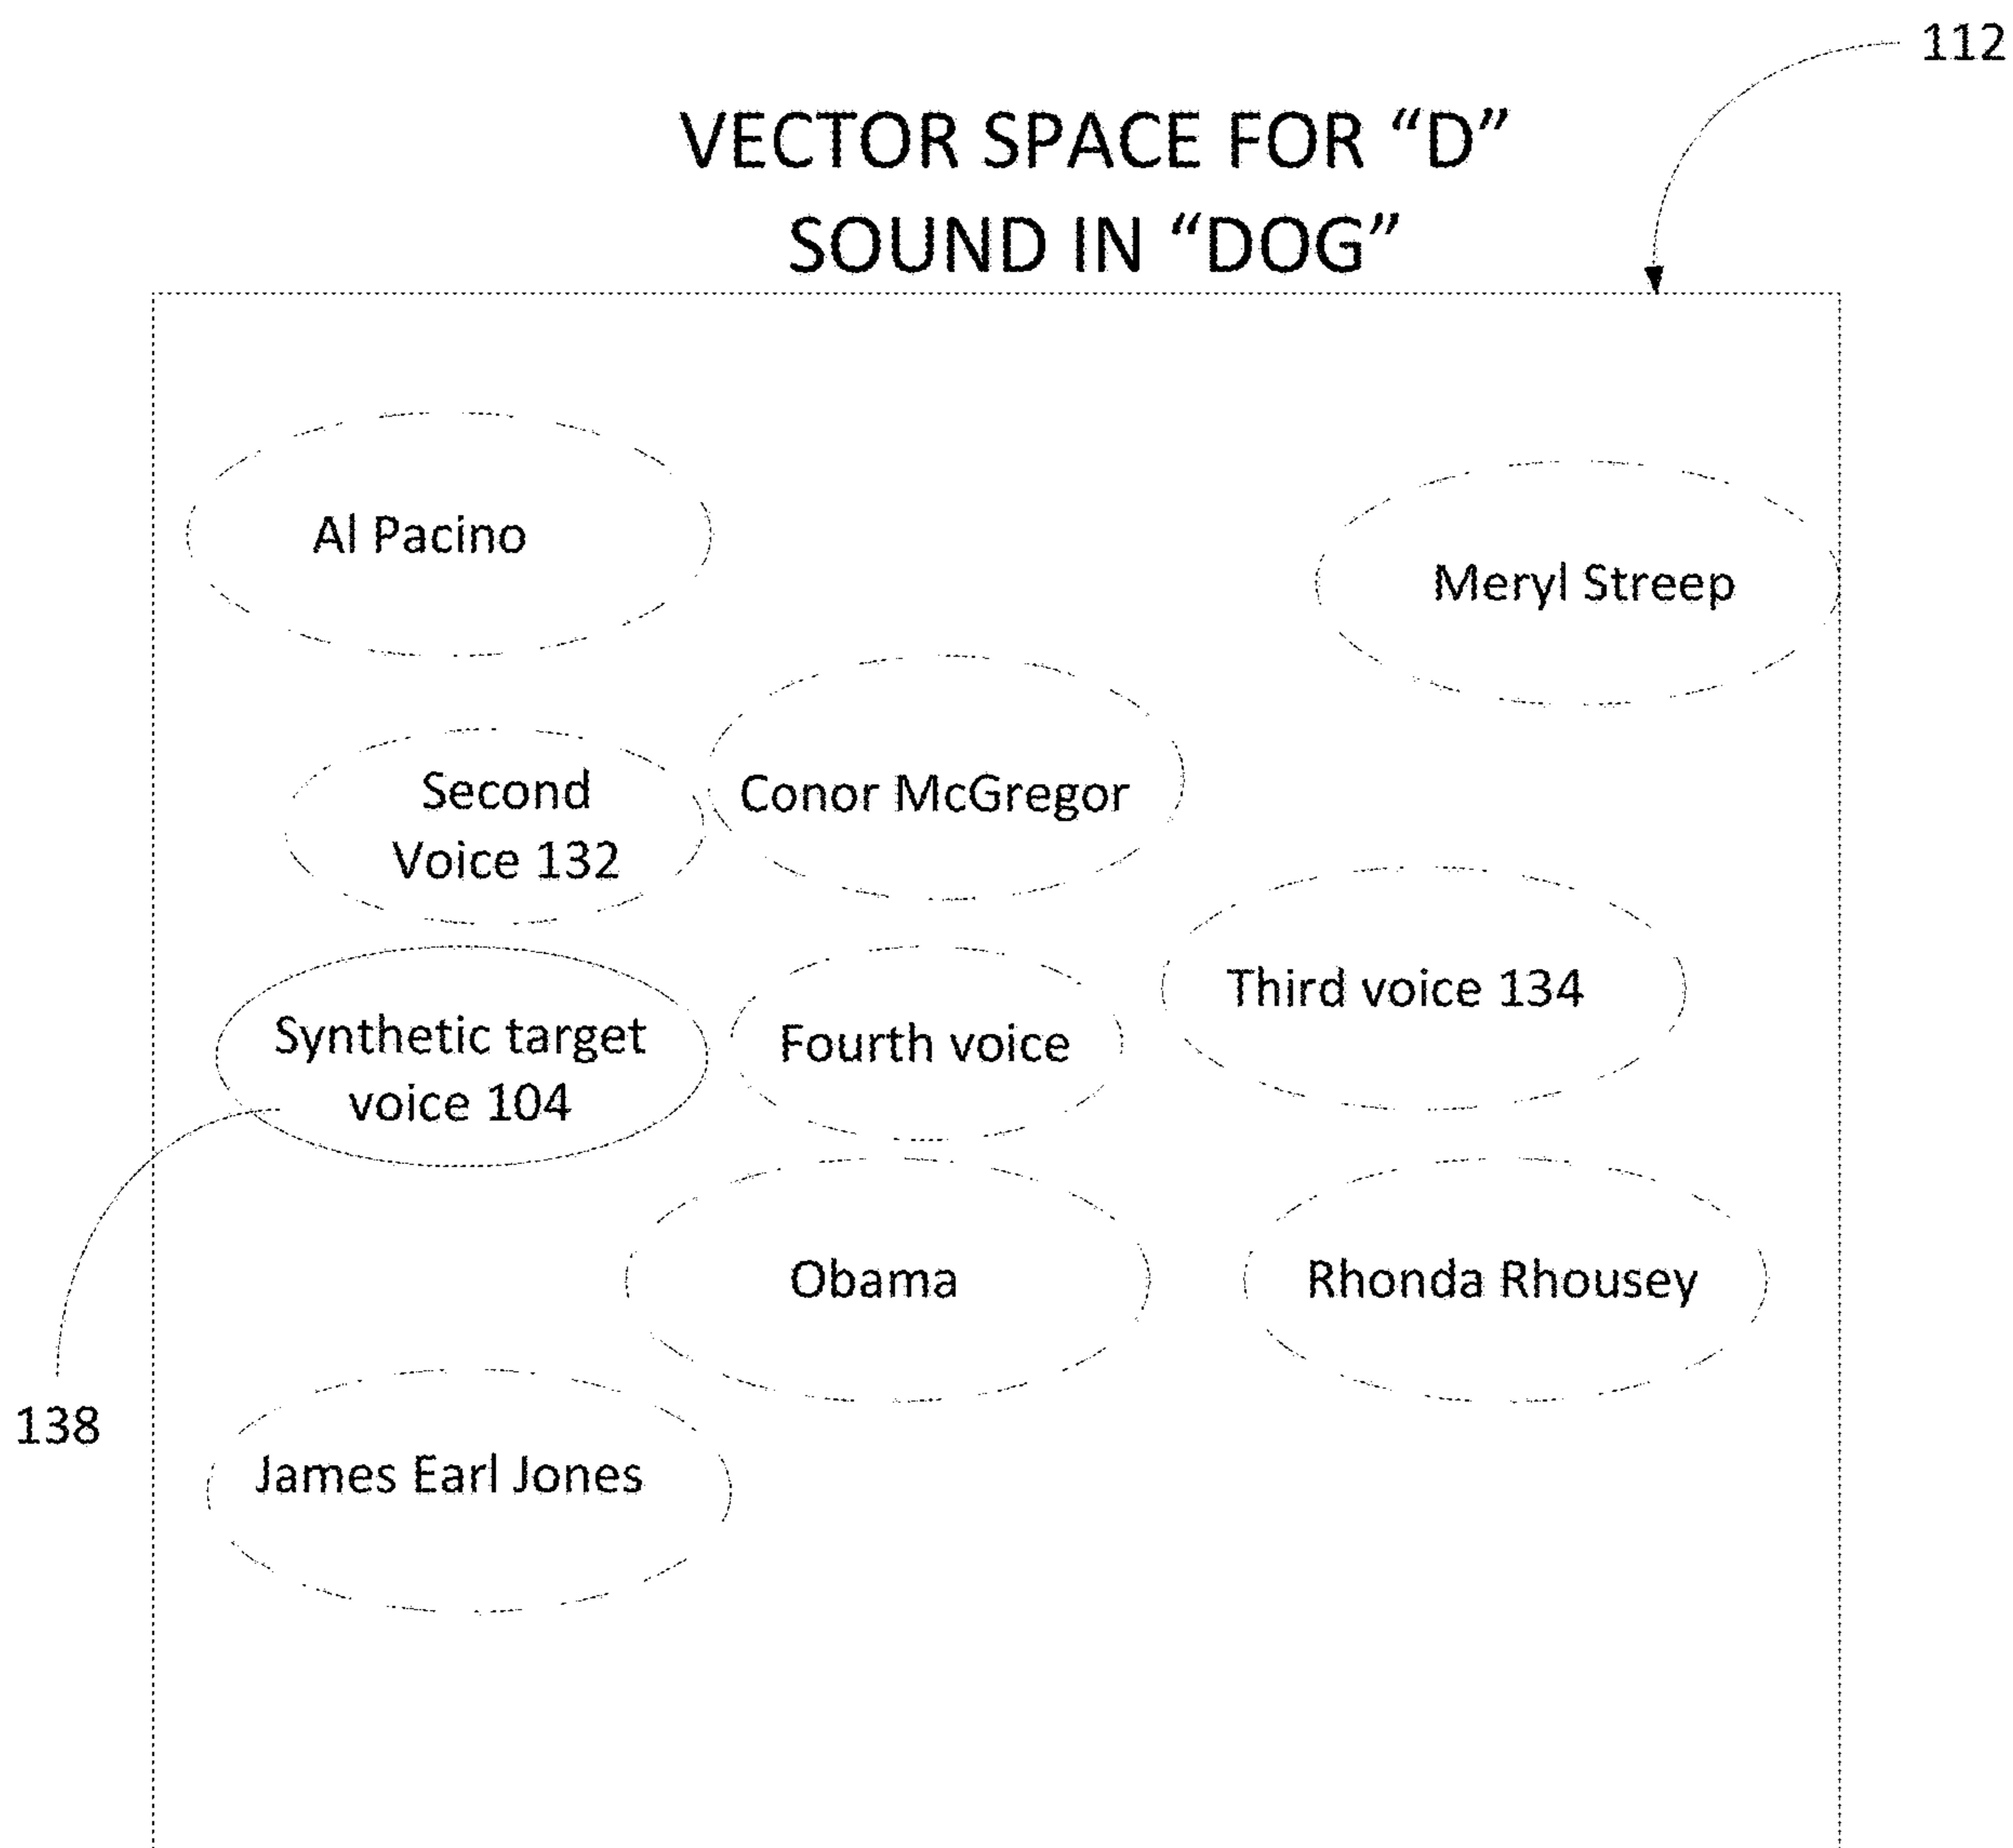 112
VECTOR SPACE FOR “D”
SOUND IN “DOG”
Al Pacino
Meryl Streep
Second
Voice 132
Conor McGregor
Third voice 134
Synthetic target
voice 104
Fourth voice
Obama
Rhonda Rhousey
138
James Earl Jones